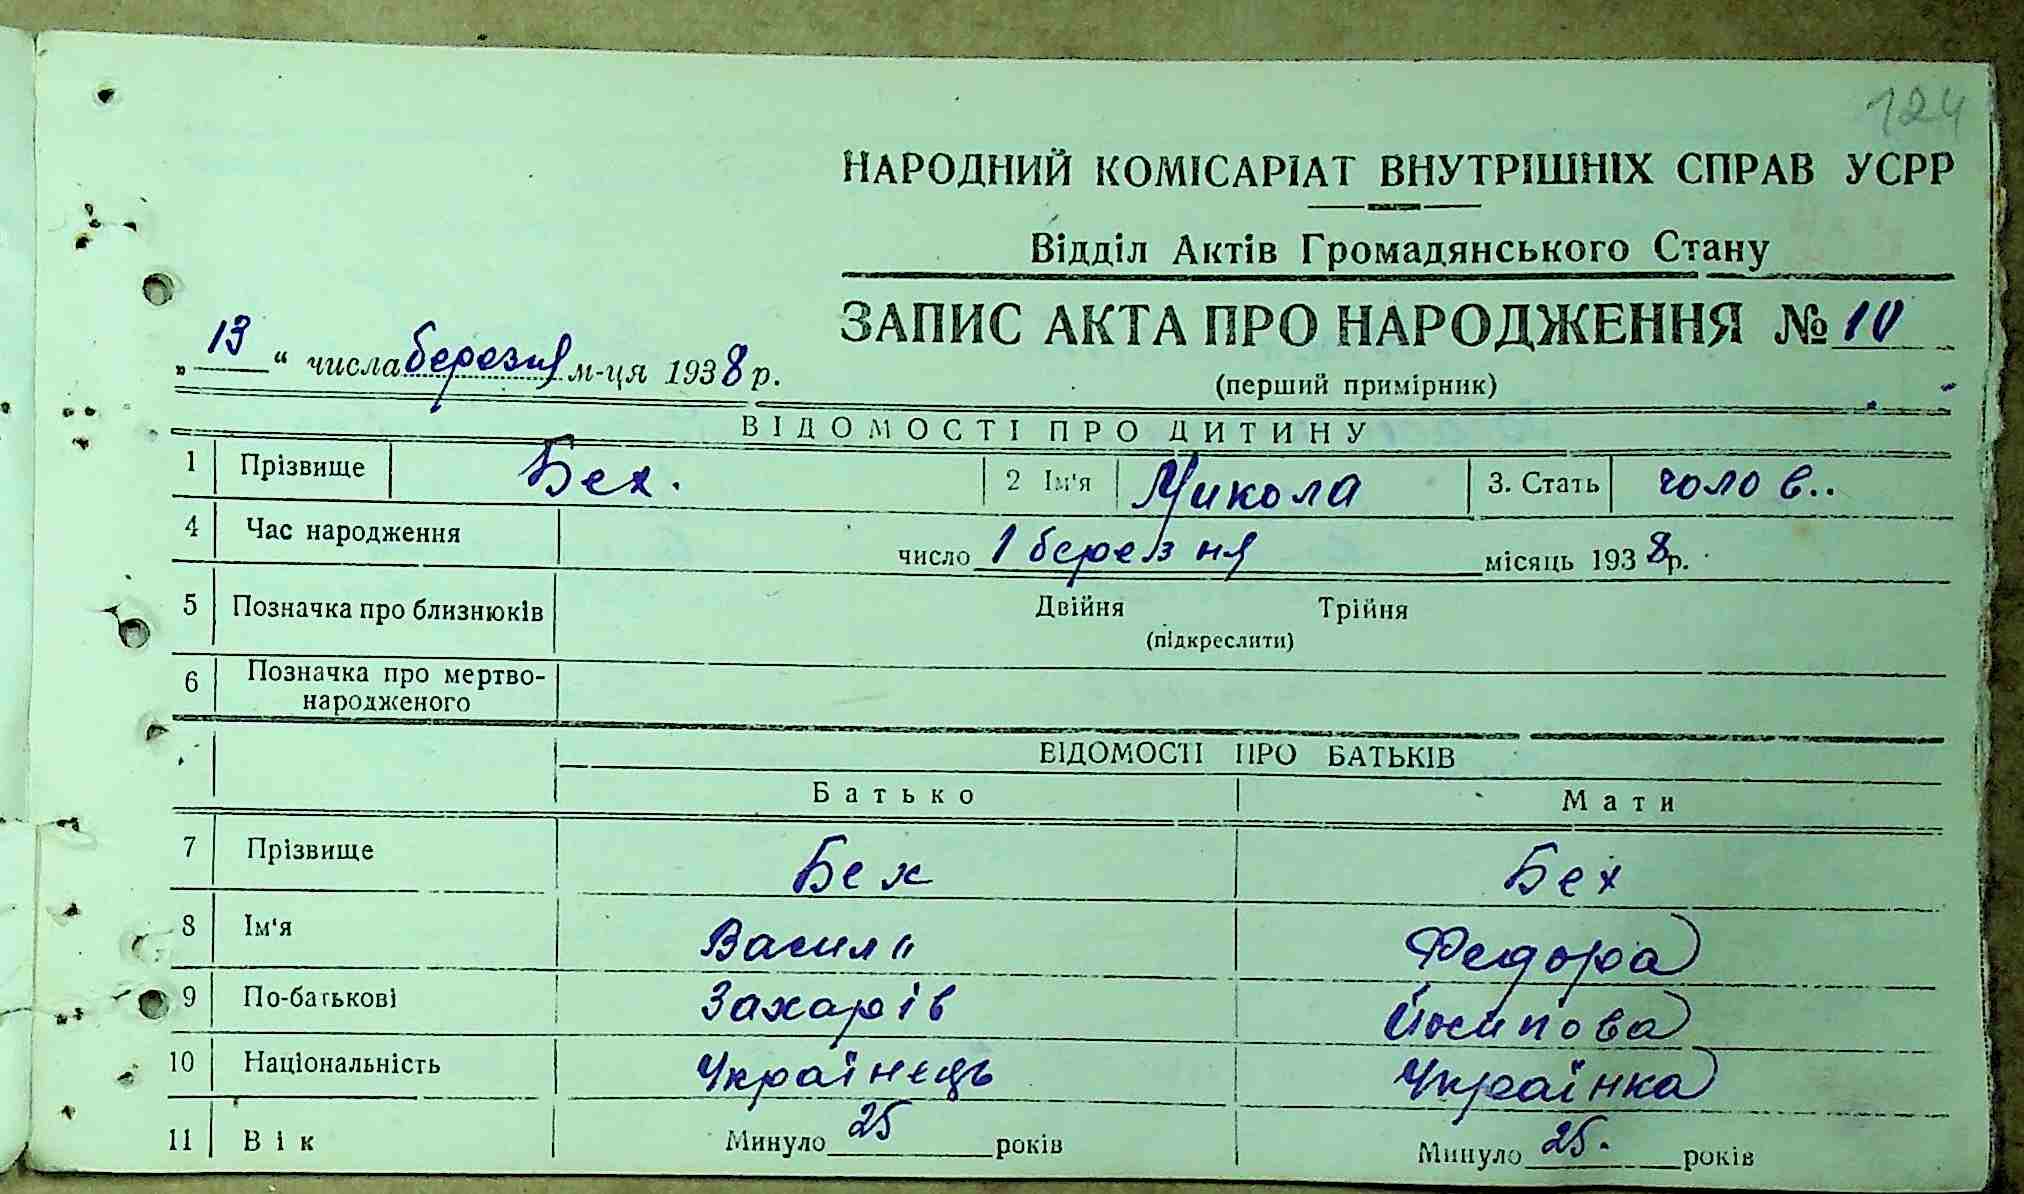 124
НАРОДНИЙ КОМІСАРІАТ ВНУТРІШНІХ СПРАВ УСРР
Відділ Актів Громадянського Стану
ЗАПИС АКТА ПРО НАРОДЖЕННЯ № 10
„13“ числа березня м-ця 1938 р.
(перший примірник)
ВІДОМОСТІ ПРО ДИТИНУ
1 Прізвище Бех. 2 Ім'я Микола 3. Стать чолов..
4 Час народження число 1 березня місяць 1938 р.
5 Позначка про близнюків Двійня Трійня
(підкреслити)
6 Позначка про мертво-
народженого
ВІДОМОСТІ ПРО БАТЬКІВ
Батько Мати
7 Прізвище Бех Бех
8 Ім'я Василь Федора
9 По-батькові Захарів Йосипова
10 Національність Українець Українка
11 Вік Минуло 25 років Минуло 25. років